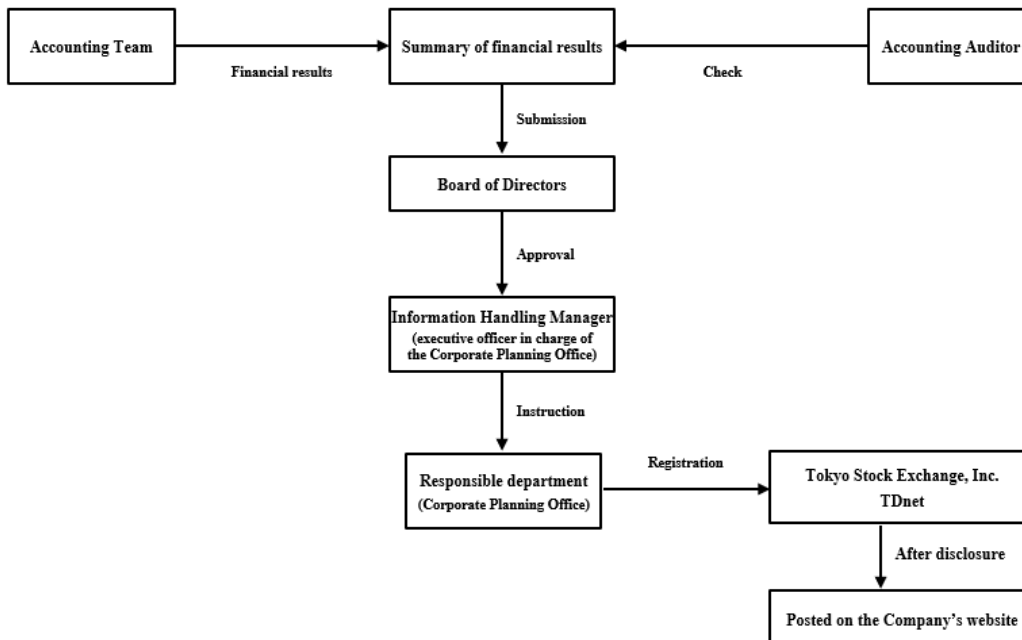 Accounting Team
Summary of financial results
Accounting Auditor
Financial results
Check
Submission
Board of Directors
Approval
Information Handling Manager
(executive officer in charge of
the Corporate Planning Office)
Instruction
Responsible department
(Corporate Planning Office)
Registration
Tokyo Stock Exchange, Inc.
TDnet
After disclosure
Posted on the Company's website